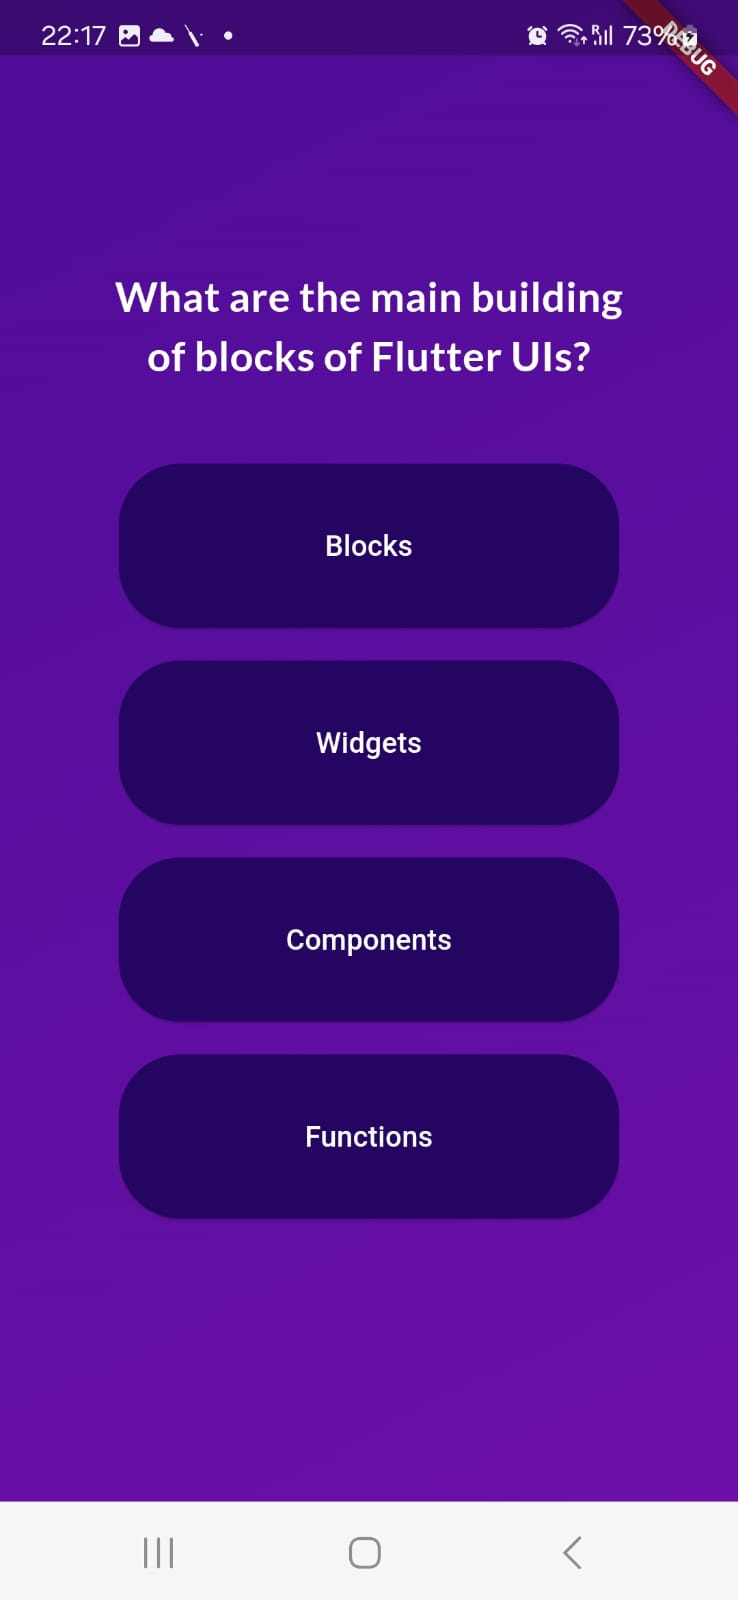 22:17
73%
DEBUG
What are the main building
of blocks of Flutter UIs?
Blocks
Widgets
Components
Functions